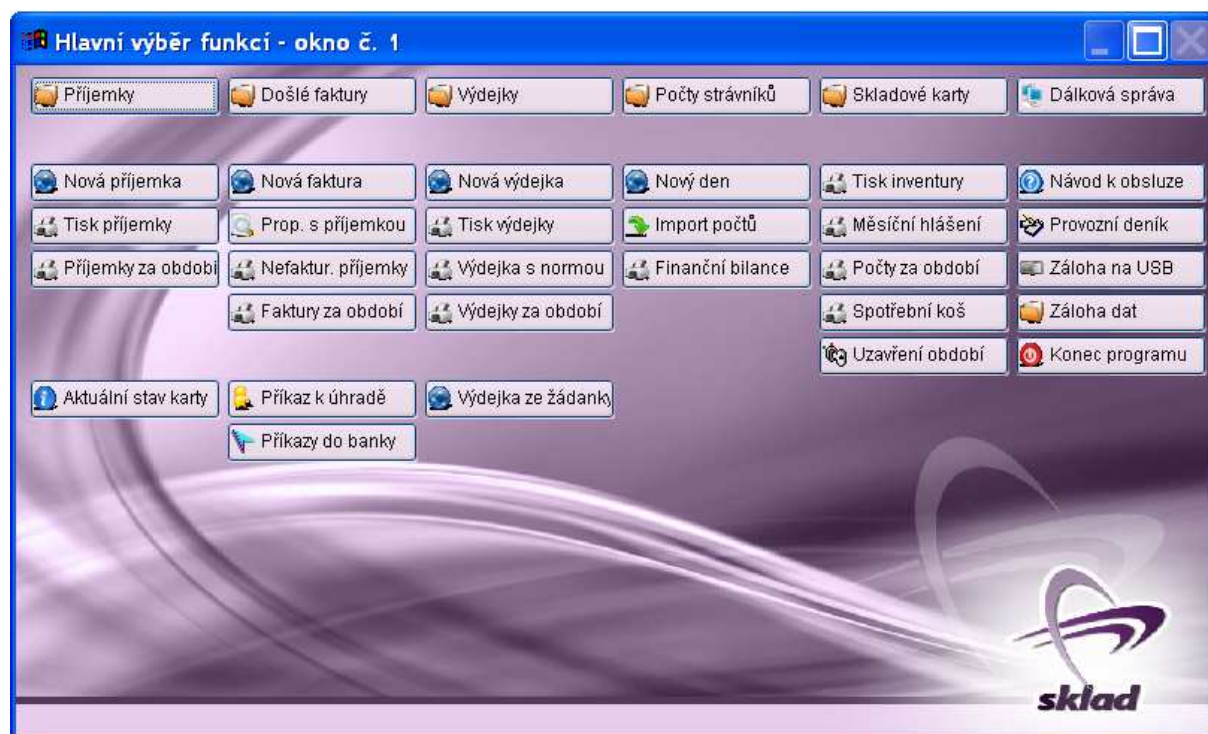 Hlavní výběr funkcí - okno č. 1
Příjemky Došlé faktury Výdejky Počty strávníků Skladové karty Dálková správa
Nová příjemka Nová faktura Nová výdejka Nový den Tisk inventury Návod k obsluze
Tisk příjemky Prop. s příjemkou Tisk výdejky Import počtů Měsíční hlášení Provozní deník
Příjemky za období Nefaktur. příjemky Výdejka s normou Finanční bilance Počty za období Záloha na USB
Faktury za období Výdejky za období Spotřební koš Záloha dat
Uzavření období Konec programu
Aktuální stav karty Příkaz k úhradě Výdejka ze žádanky
Příkazy do banky
sklad